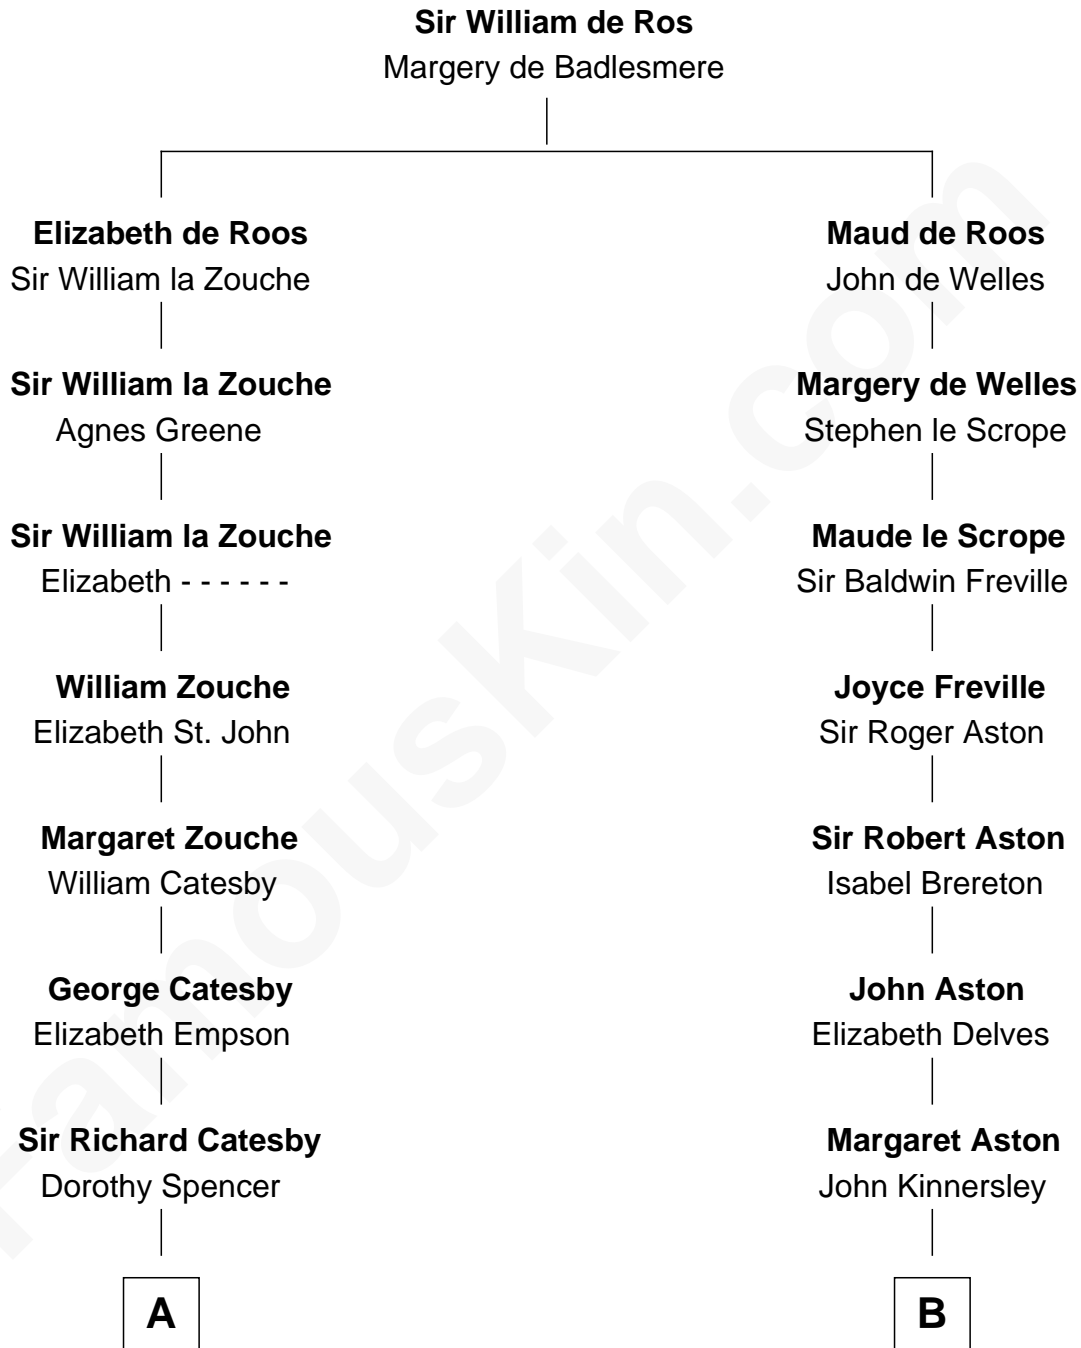 Sir William de Ros
Margery de Badlesmere
Elizabeth de Roos
Sir William la Zouche
Maud de Roos
John de Welles
Sir William la Zouche
Agnes Greene
Margery de Welles
Stephen le Scrope
Sir William la Zouche
Elizabeth - - - - - -
Maude le Scrope
Sir Baldwin Freville
William Zouche
Elizabeth St. John
Joyce Freville
Sir Roger Aston
Margaret Zouche
William Catesby
Sir Robert Aston
Isabel Brereton
George Catesby
Elizabeth Empson
John Aston
Elizabeth Delves
Sir Richard Catesby
Dorothy Spencer
Margaret Aston
John Kinnersley
A
B
FamousKin.com